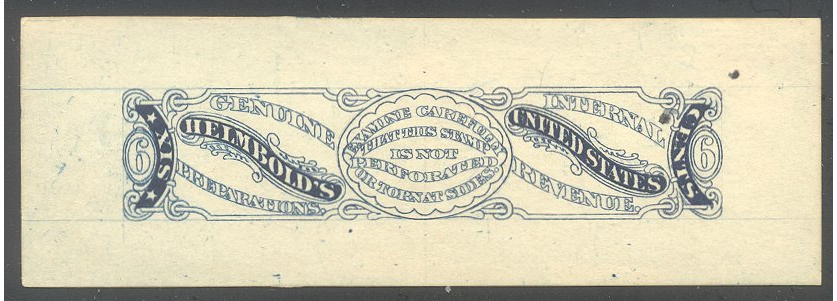 6
SIX
GENUINE
HELMBOLD'S
PREPARATIONS.
EXAMINE CAREFULLY
THAT THIS STAMP
IS NOT
PERFORATED
OR TORN AT SIDES.
INTERNAL
UNITED STATES
REVENUE.
CENTS
6